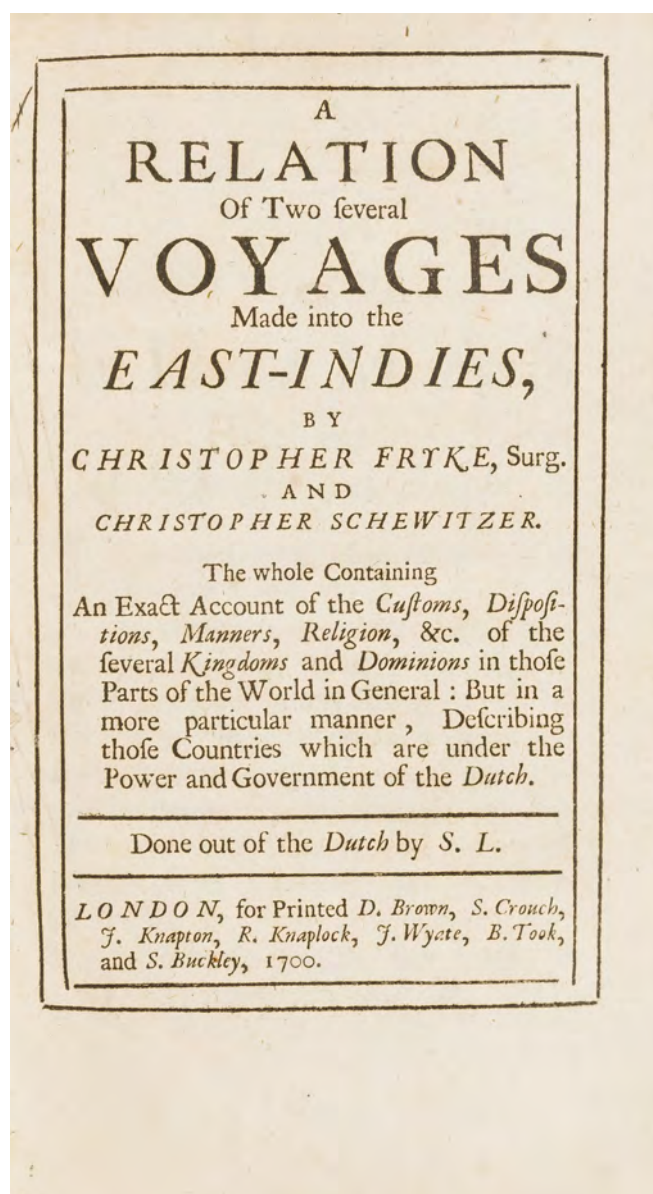 A
RELATION
Of Two ſeveral
VOYAGES
Made into the
EAST-INDIES,
BY
CHRISTOPHER FRYKE, Surg.
AND
CHRISTOPHER SCHEWITZER.
The whole Containing
An Exact Account of the Cuſtoms, Diſpoſi-
tions, Manners, Religion, &c. of the
ſeveral Kingdoms and Dominions in thoſe
Parts of the World in General : But in a
more particular manner , Deſcribing
thoſe Countries which are under the
Power and Government of the Dutch.
Done out of the Dutch by S. L.
LONDON, for Printed D. Brown, S. Crouch,
J. Knapton, R. Knaplock, J. Wyate, B. Took,
and S. Buckley, 1700.